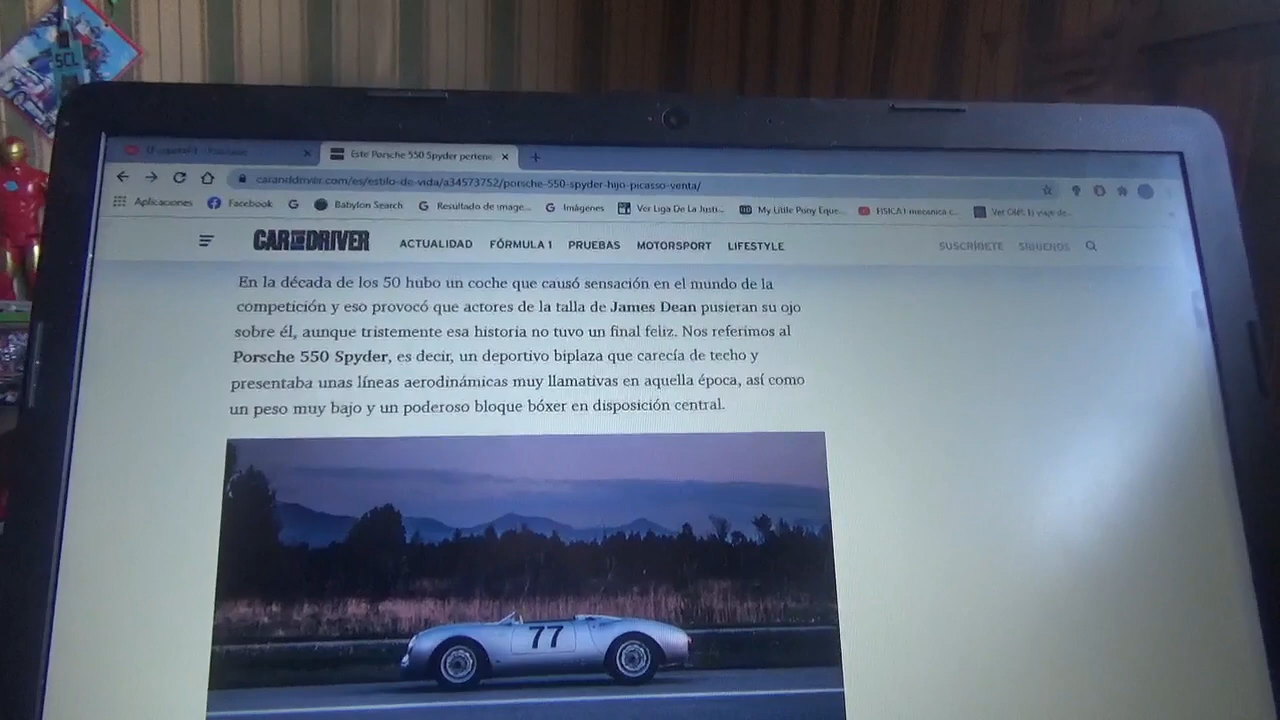 SCL
Este Porsche 550 Spyder pertene
caranddriver.com/es/estilo-de-vida/a34573752/porsche-550-spyder-hijo-picasso-venta/
Aplicaciones Facebook Babylon Search Resultado de image... Imágenes Ver Liga De La Justi... My Little Pony Eque... FISICA1 mecanica c...
CAR AND DRIVER ACTUALIDAD FÓRMULA 1 PRUEBAS MOTORSPORT LIFESTYLE SUSCRÍBETE SÍGUENOS
En la década de los 50 hubo un coche que causó sensación en el mundo de la
competición y eso provocó que actores de la talla de James Dean pusieran su ojo
sobre él, aunque tristemente esa historia no tuvo un final feliz. Nos referimos al
Porsche 550 Spyder, es decir, un deportivo biplaza que carecía de techo y
presentaba unas líneas aerodinámicas muy llamativas en aquella época, así como
un peso muy bajo y un poderoso bloque bóxer en disposición central.
77